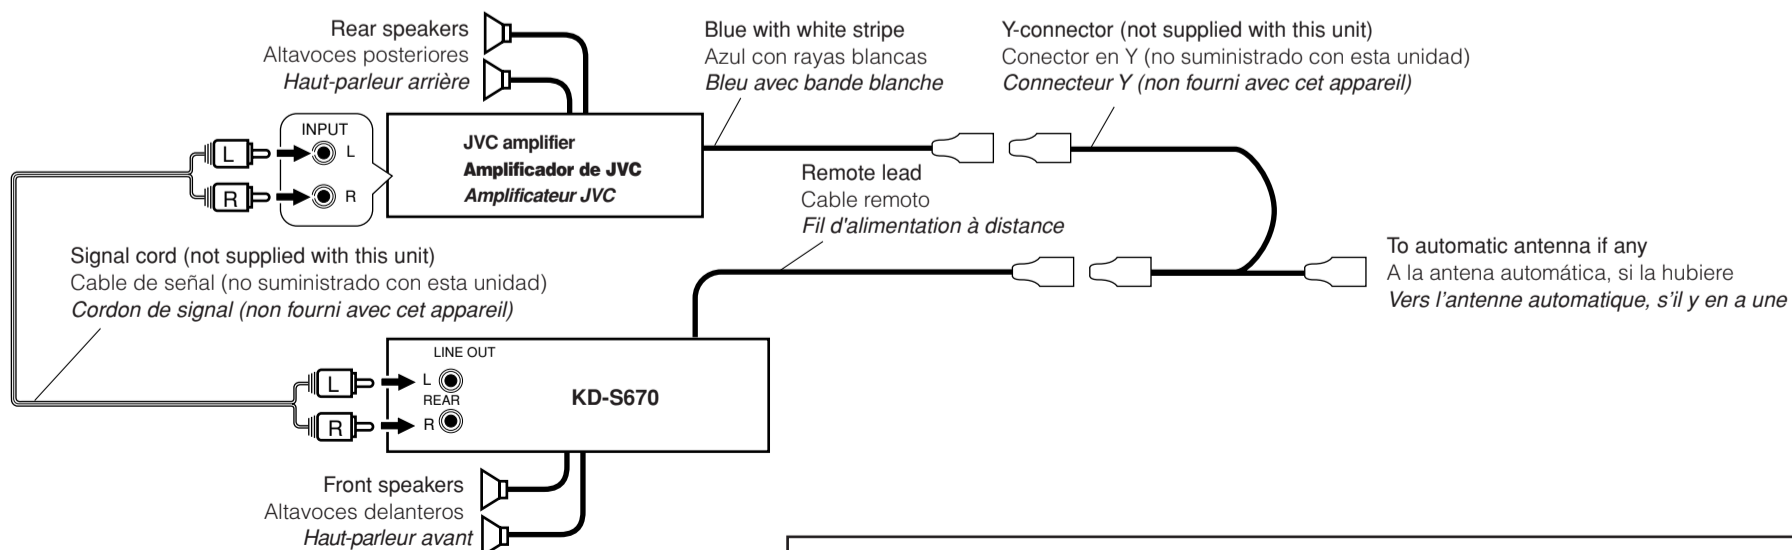 Rear speakers
Altavoces posteriores
Haut-parleur arrière
Blue with white stripe
Azul con rayas blancas
Bleu avec bande blanche
Y-connector (not supplied with this unit)
Conector en Y (no suministrado con esta unidad)
Connecteur Y (non fourni avec cet appareil)
INPUT
L
L
R
R
JVC amplifier
Amplificador de JVC
Amplificateur JVC
Remote lead
Cable remoto
Fil d'alimentation à distance
Signal cord (not supplied with this unit)
Cable de señal (no suministrado con esta unidad)
Cordon de signal (non fourni avec cet appareil)
To automatic antenna if any
A la antena automática, si la hubiere
Vers l'antenne automatique, s'il y en a une
LINE OUT
L
L
REAR
R
R
KD-S670
Front speakers
Altavoces delanteros
Haut-parleur avant